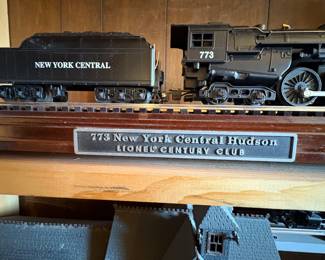 NEW YORK CENTRAL
773
773 New York Central Hudson
LIONEL CENTURY CLUB